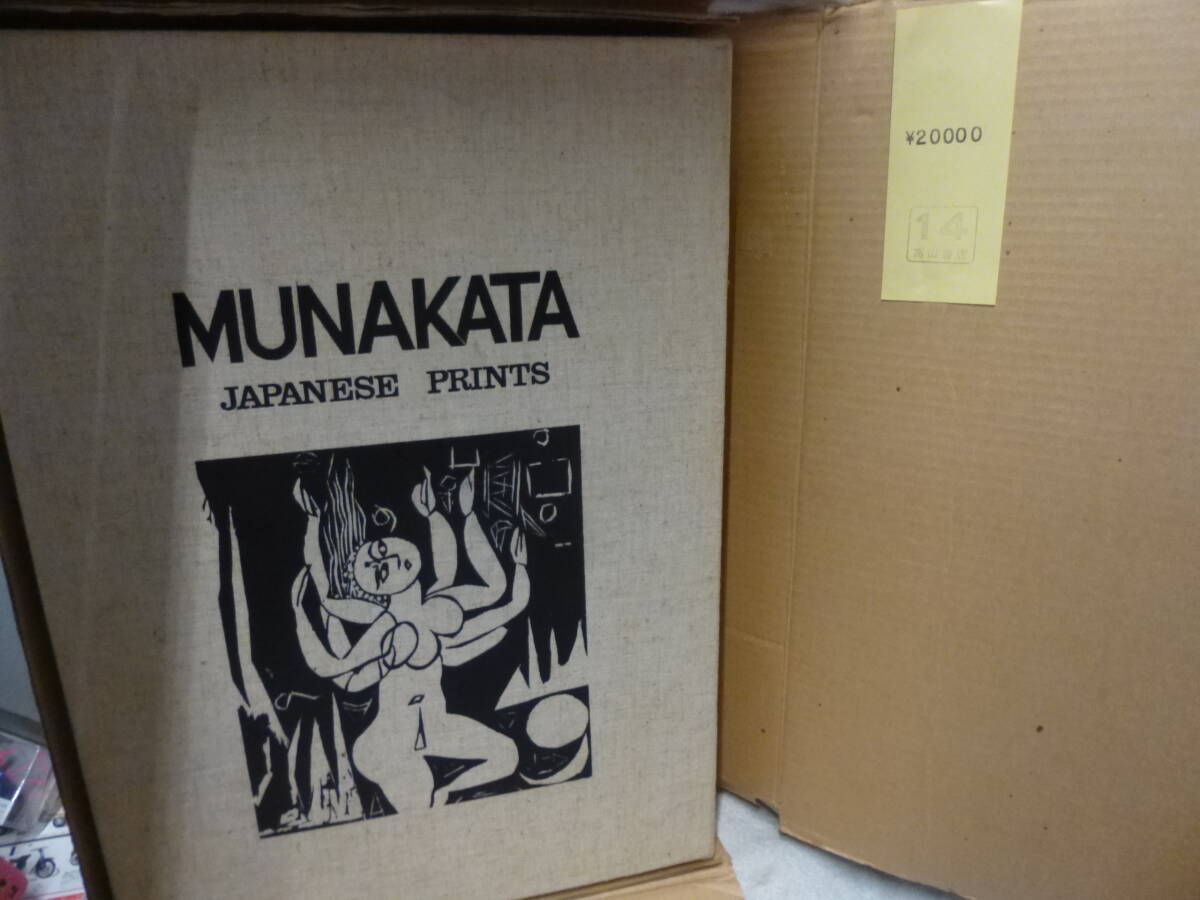 MUNAKATA
JAPANESE PRINTS
¥20000
14